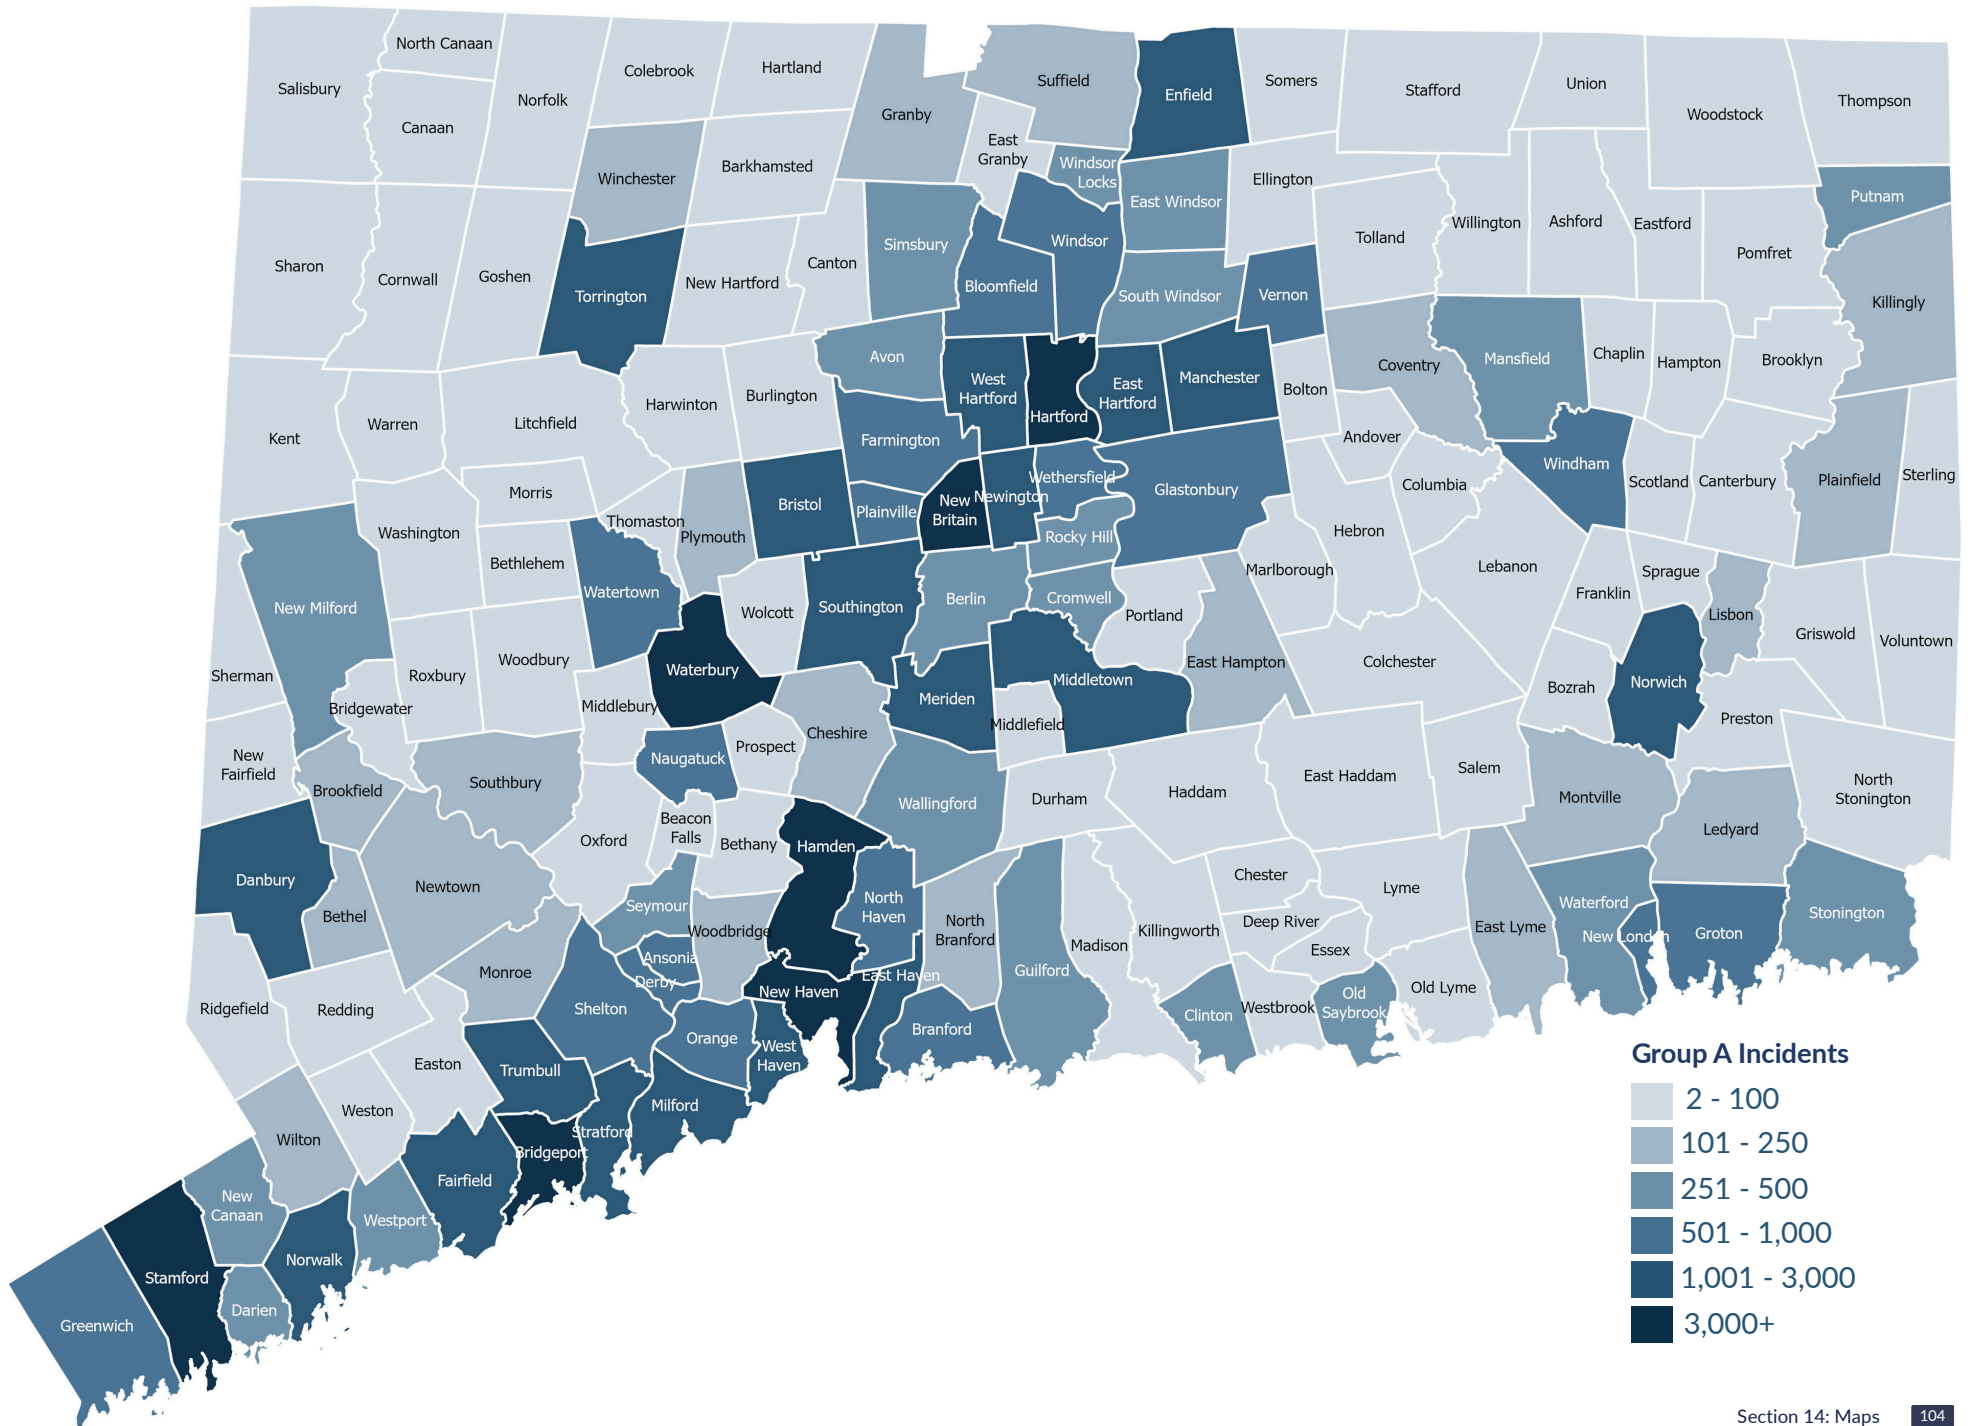 North Canaan
Salisbury
Canaan
Norfolk
Colebrook
Hartland
Granby
Suffield
Enfield
Somers
Stafford
Union
Woodstock
Thompson
East
Granby
Windsor
Locks
Winchester
Barkhamsted
East Windsor
Ellington
Putnam
Sharon
Cornwall
Goshen
Torrington
New Hartford
Canton
Simsbury
Bloomfield
Windsor
South Windsor
Vernon
Tolland
Willington
Ashford
Eastford
Pomfret
Killingly
Kent
Warren
Litchfield
Harwinton
Burlington
Avon
Farmington
West
Hartford
Hartford
East
Hartford
Manchester
Bolton
Coventry
Mansfield
Chaplin
Hampton
Brooklyn
Andover
Columbia
Windham
Scotland
Canterbury
Plainfield
Sterling
Morris
Washington
Bethlehem
Thomaston
Plymouth
Bristol
Plainville
New
Britain
Newington
Wethersfield
Glastonbury
Rocky Hill
Hebron
Marlborough
Lebanon
Franklin
Sprague
Lisbon
Griswold
Voluntown
New Milford
Watertown
Wolcott
Southington
Berlin
Cromwell
Portland
East Hampton
Colchester
Bozrah
Norwich
Preston
Sherman
Bridgewater
Roxbury
Woodbury
Middlebury
Waterbury
Cheshire
Meriden
Middletown
Middlefield
New
Fairfield
Brookfield
Southbury
Naugatuck
Prospect
Wallingford
Durham
Haddam
East Haddam
Salem
Montville
Ledyard
North
Stonington
Danbury
Bethel
Newtown
Oxford
Beacon
Falls
Bethany
Hamden
North
Haven
North
Branford
Guilford
Madison
Killingworth
Chester
Deep River
Essex
Lyme
East Lyme
Waterford
New London
Groton
Stonington
Seymour
Woodbridge
Ansonia
Derby
Monroe
Shelton
New Haven
East Haven
Branford
Clinton
Westbrook
Old
Saybrook
Old Lyme
Ridgefield
Redding
Easton
Trumbull
Orange
West
Haven
Milford
Stratford
Bridgeport
Weston
Wilton
Fairfield
New
Canaan
Westport
Norwalk
Stamford
Darien
Greenwich
Group A Incidents
2 - 100
101 - 250
251 - 500
501 - 1,000
1,001 - 3,000
3,000+
Section 14: Maps 104